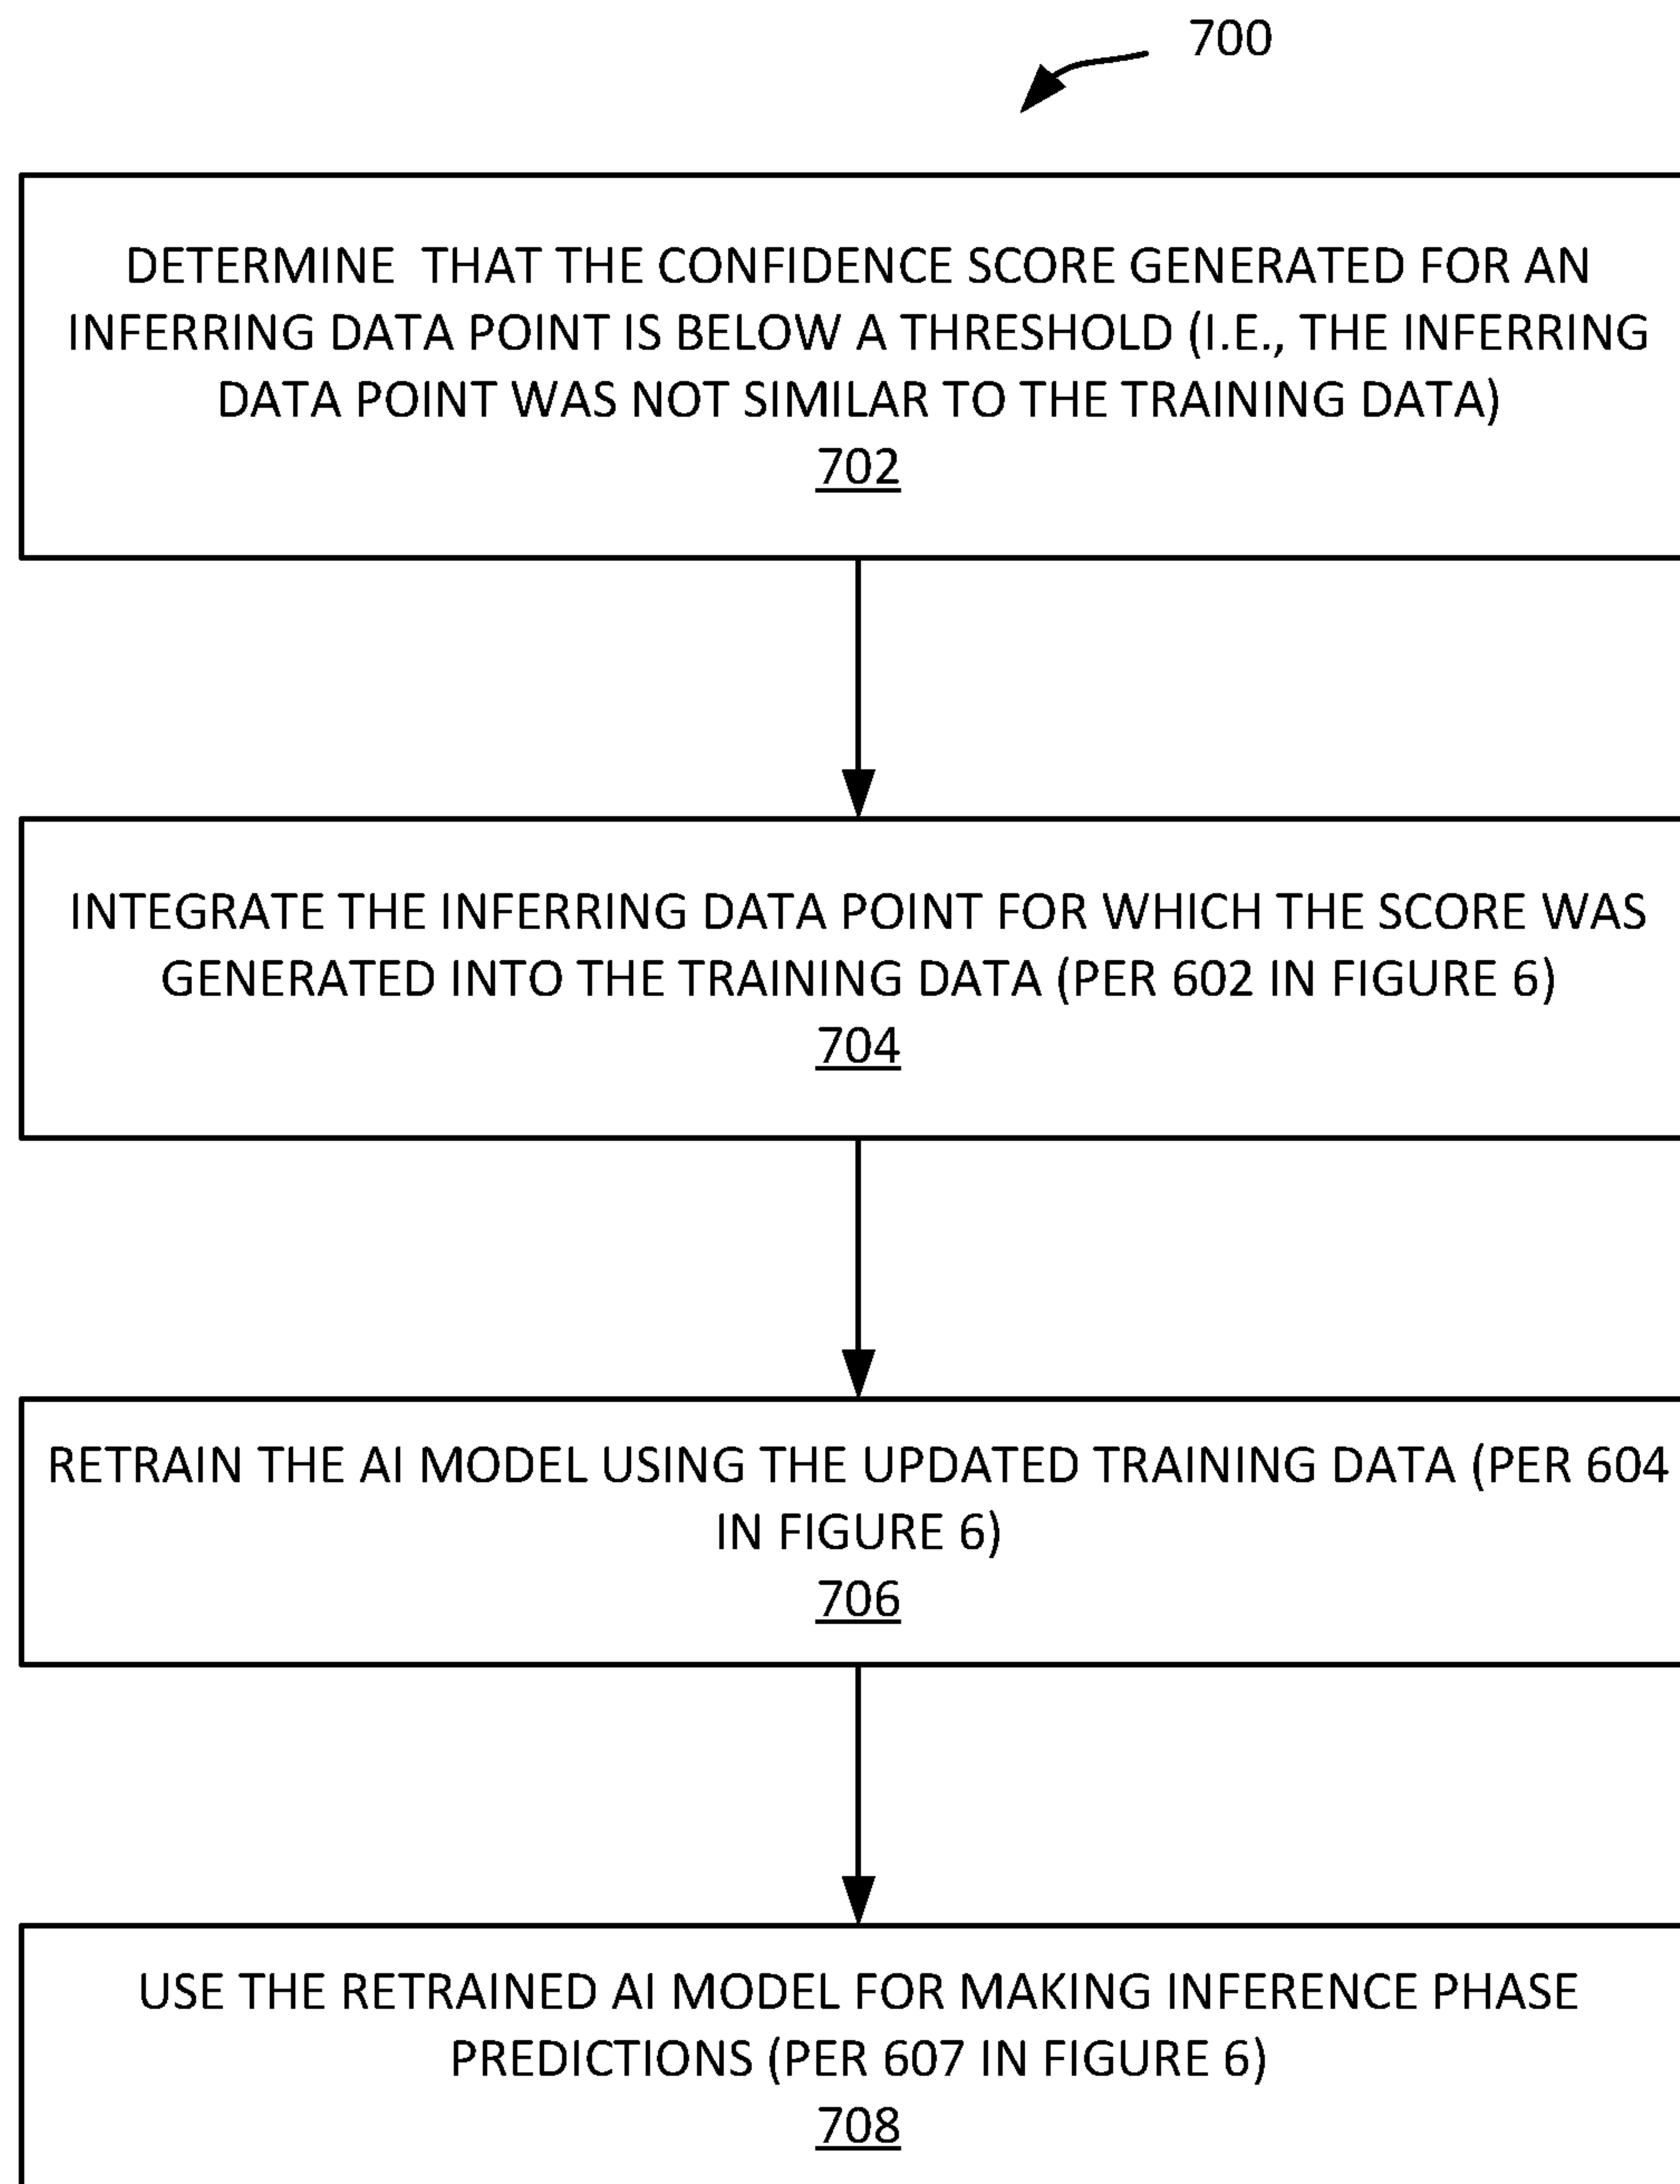 700
DETERMINE THAT THE CONFIDENCE SCORE GENERATED FOR AN
INFERRING DATA POINT IS BELOW A THRESHOLD (I.E., THE INFERRING
DATA POINT WAS NOT SIMILAR TO THE TRAINING DATA)
702
INTEGRATE THE INFERRING DATA POINT FOR WHICH THE SCORE WAS
GENERATED INTO THE TRAINING DATA (PER 602 IN FIGURE 6)
704
RETRAIN THE AI MODEL USING THE UPDATED TRAINING DATA (PER 604
IN FIGURE 6)
706
USE THE RETRAINED AI MODEL FOR MAKING INFERENCE PHASE
PREDICTIONS (PER 607 IN FIGURE 6)
708